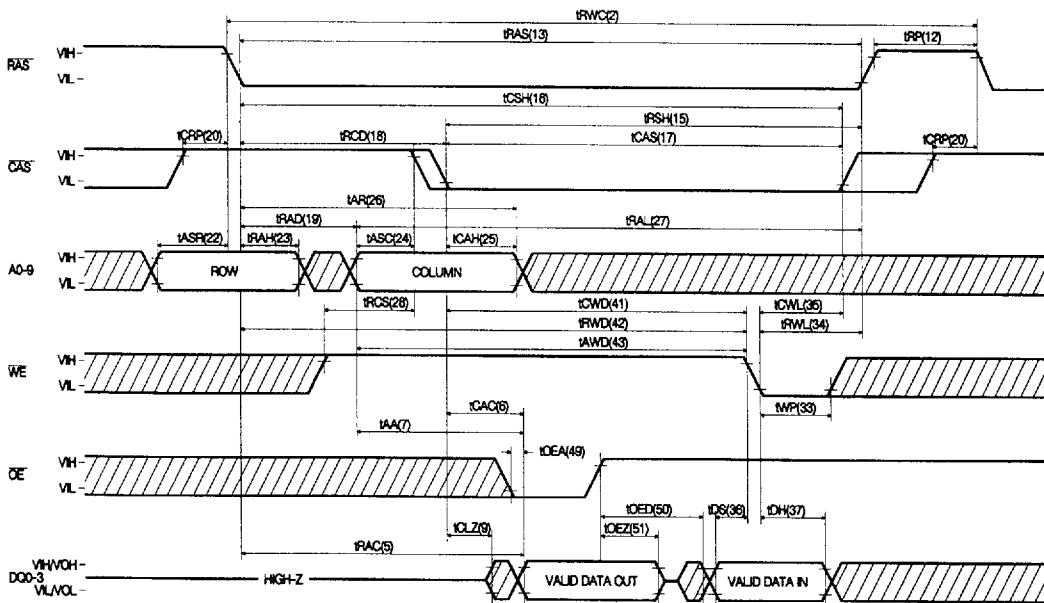 tRWC(2)
tRAS(13)
tRP(12)
RAS
VIH
VIL
tCSH(16)
tRSH(15)
tCRP(20)
tRCD(18)
tCAS(17)
tCRP(20)
CAS
VIH
VIL
tAR(26)
tRAD(19)
tRAL(27)
tASR(22)
tRAH(23)
tASC(24)
tCAH(25)
A0-9
VIH
VIL
ROW
COLUMN
tRCS(28)
tCWD(41)
tCWL(35)
tRWD(42)
tRWL(34)
tAWD(43)
WE
VIH
VIL
tWP(33)
tCAC(6)
tAA(7)
tOEA(49)
OE
VIH
VIL
tOED(50)
tDS(36)
tDH(37)
tCLZ(9)
tOEZ(51)
tRAC(5)
DQ0-3
VIH/VOH
VIL/VOL
HIGH-Z
VALID DATA OUT
VALID DATA IN